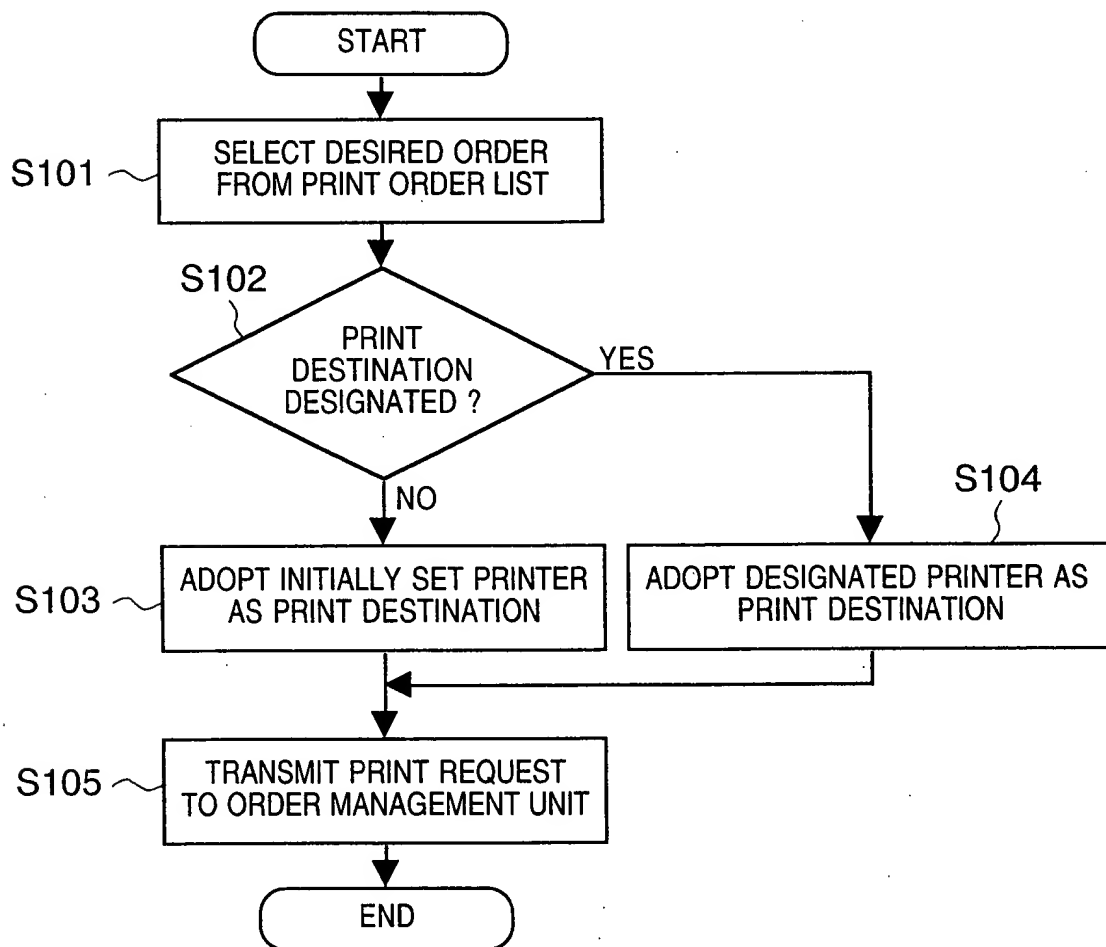 START
S101
SELECT DESIRED ORDER
FROM PRINT ORDER LIST
S102
PRINT
DESTINATION
DESIGNATED ?
YES
NO
S104
S103
ADOPT INITIALLY SET PRINTER
AS PRINT DESTINATION
ADOPT DESIGNATED PRINTER AS
PRINT DESTINATION
S105
TRANSMIT PRINT REQUEST
TO ORDER MANAGEMENT UNIT
END